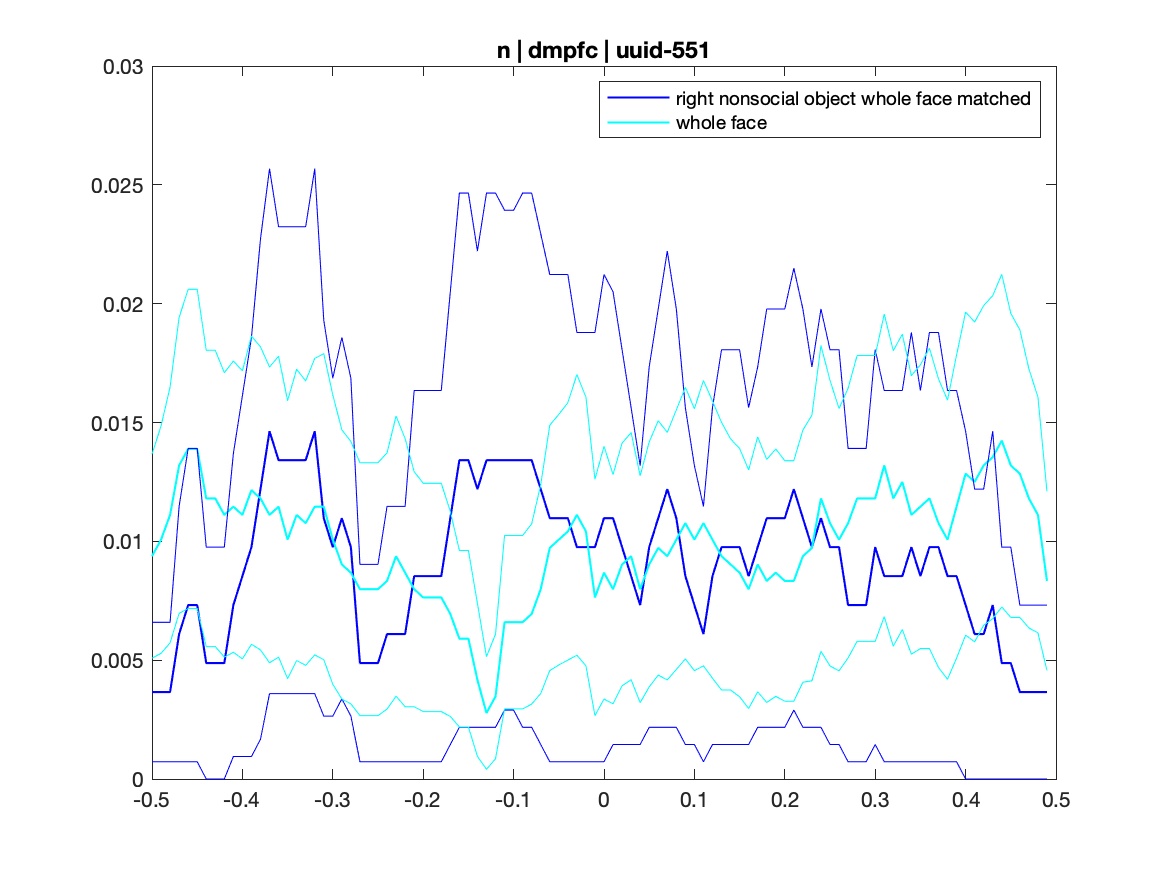 n | dmpfc | uuid-551
right nonsocial object whole face matched
whole face
0.03
0.025
0.02
0.015
0.01
0.005
0
-0.5 -0.4 -0.3 -0.2 -0.1 0 0.1 0.2 0.3 0.4 0.5